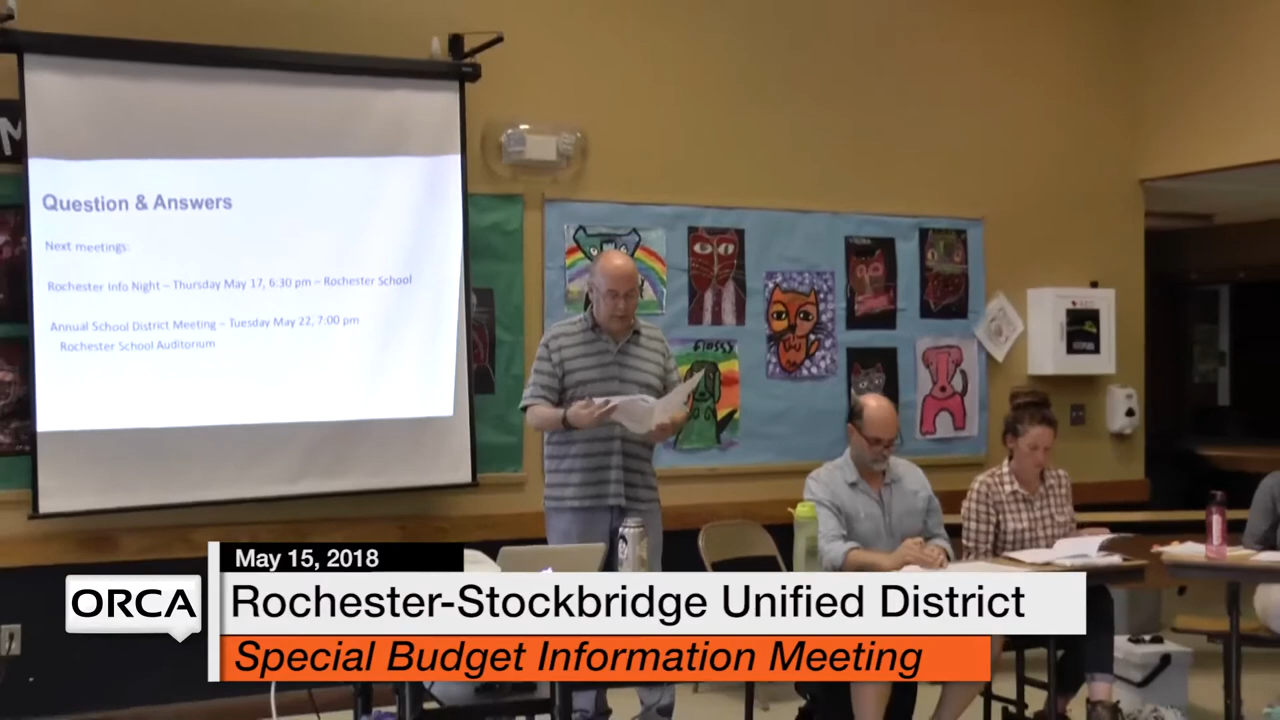 M
Question & Answers
Next meetings:
Rochester Info Night – Thursday May 17, 6:30 pm – Rochester School
Annual School District Meeting – Tuesday May 22, 7:00 pm
Rochester School Auditorium
May 15, 2018
ORCA
Rochester-Stockbridge Unified District
Special Budget Information Meeting